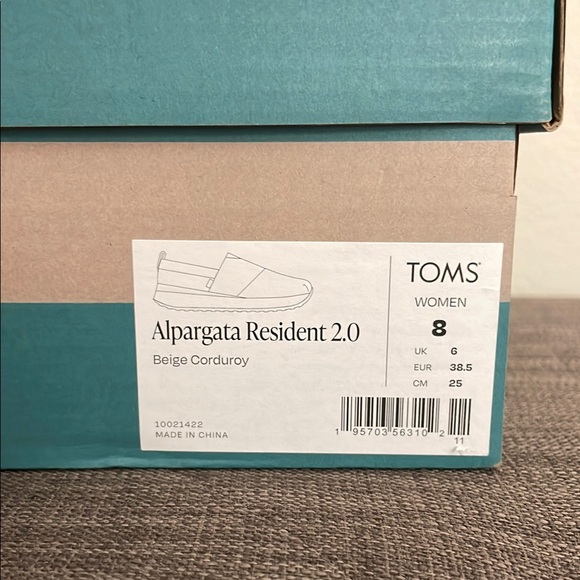 TOMS
WOMEN
8
UK 6
EUR 38.5
CM 25
Alpargata Resident 2.0
Beige Corduroy
10021422
MADE IN CHINA
1 95703 56310 2
11